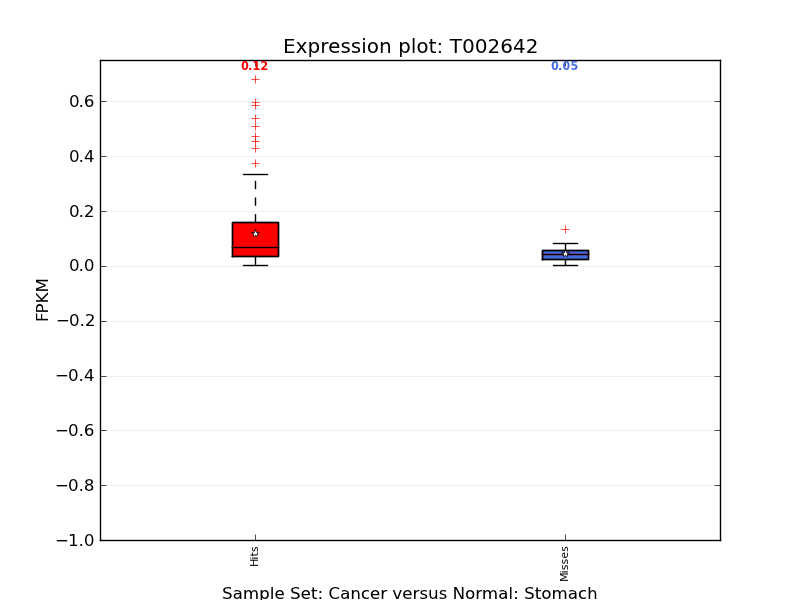 Expression plot: T002642
0.12 0.05
0.6
0.4
0.2
0.0
−0.2
−0.4
−0.6
−0.8
−1.0
FPKM
Hits Misses
Sample Set: Cancer versus Normal: Stomach